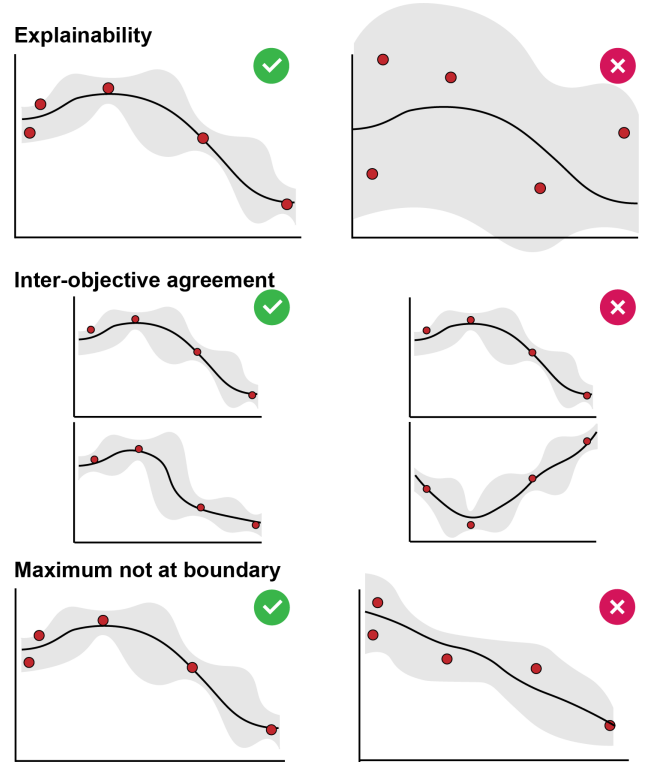 Explainability
Inter-objective agreement
Maximum not at boundary